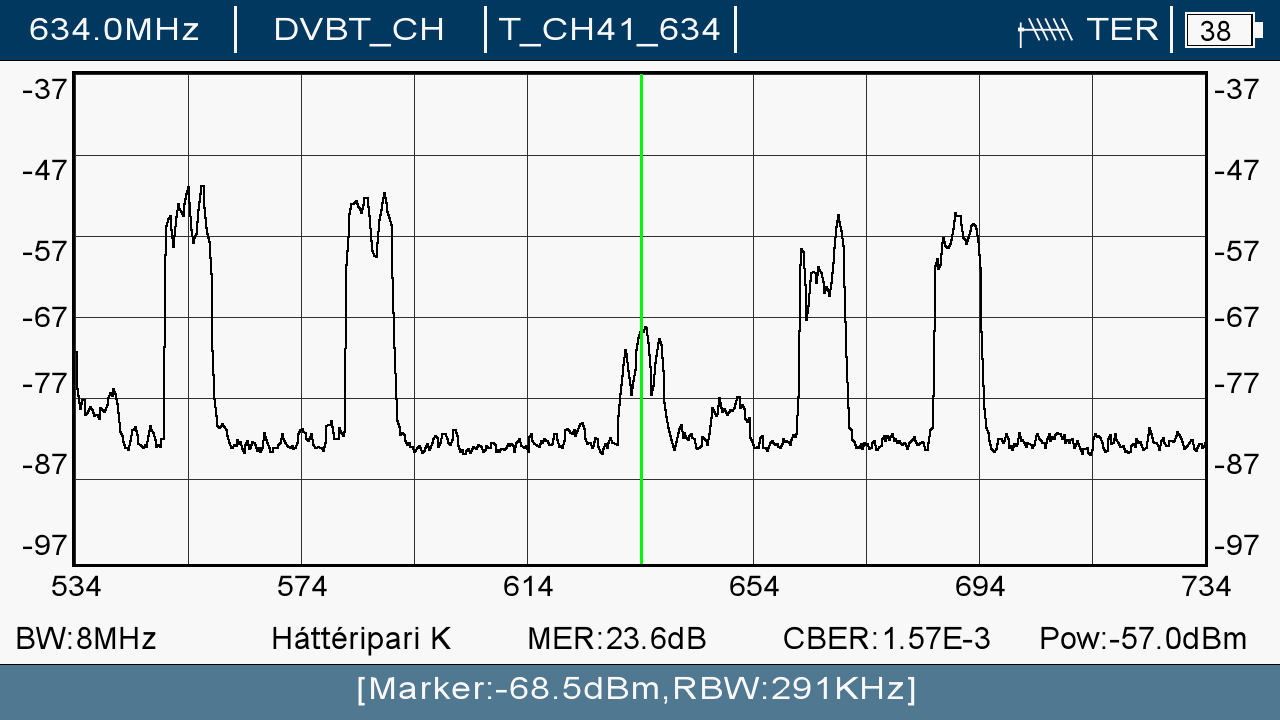 634.0MHz DVBT_CH T_CH41_634 TER 38
-37 -37
-47 -47
-57 -57
-67 -67
-77 -77
-87 -87
-97 -97
534 574 614 654 694 734
BW:8MHz Háttéripari K MER:23.6dB CBER:1.57E-3 Pow:-57.0dBm
[Marker:-68.5dBm,RBW:291KHz]